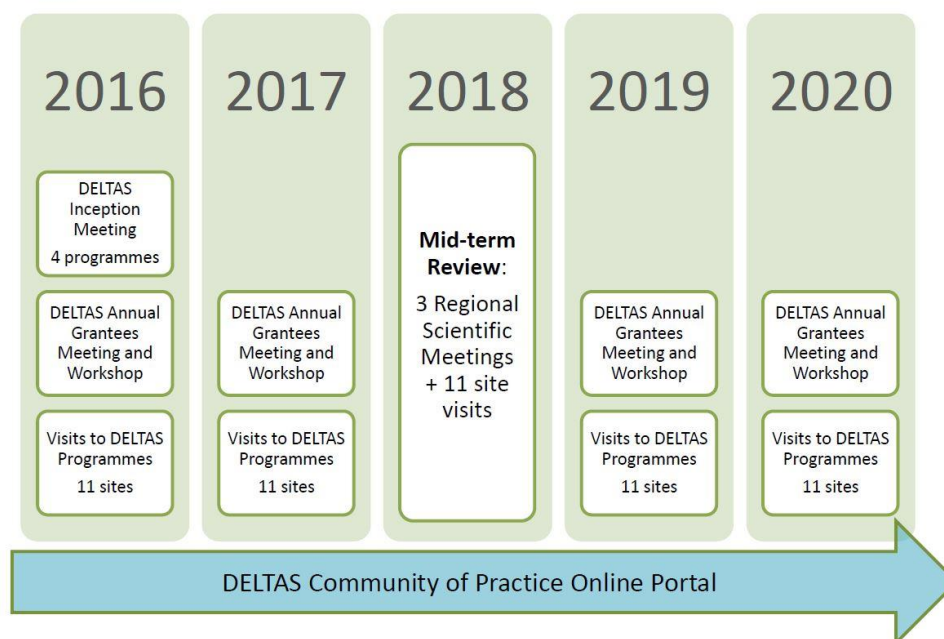 2016
DELTAS
Inception
Meeting
4 programmes
DELTAS Annual
Grantees
Meeting and
Workshop
Visits to DELTAS
Programmes
11 sites
2017
DELTAS Annual
Grantees
Meeting and
Workshop
Visits to DELTAS
Programmes
11 sites
2018
Mid-term
Review:
3 Regional
Scientific
Meetings
+ 11 site
visits
2019
DELTAS Annual
Grantees
Meeting and
Workshop
Visits to DELTAS
Programmes
11 sites
2020
DELTAS Annual
Grantees
Meeting and
Workshop
Visits to DELTAS
Programmes
11 sites
DELTAS Community of Practice Online Portal